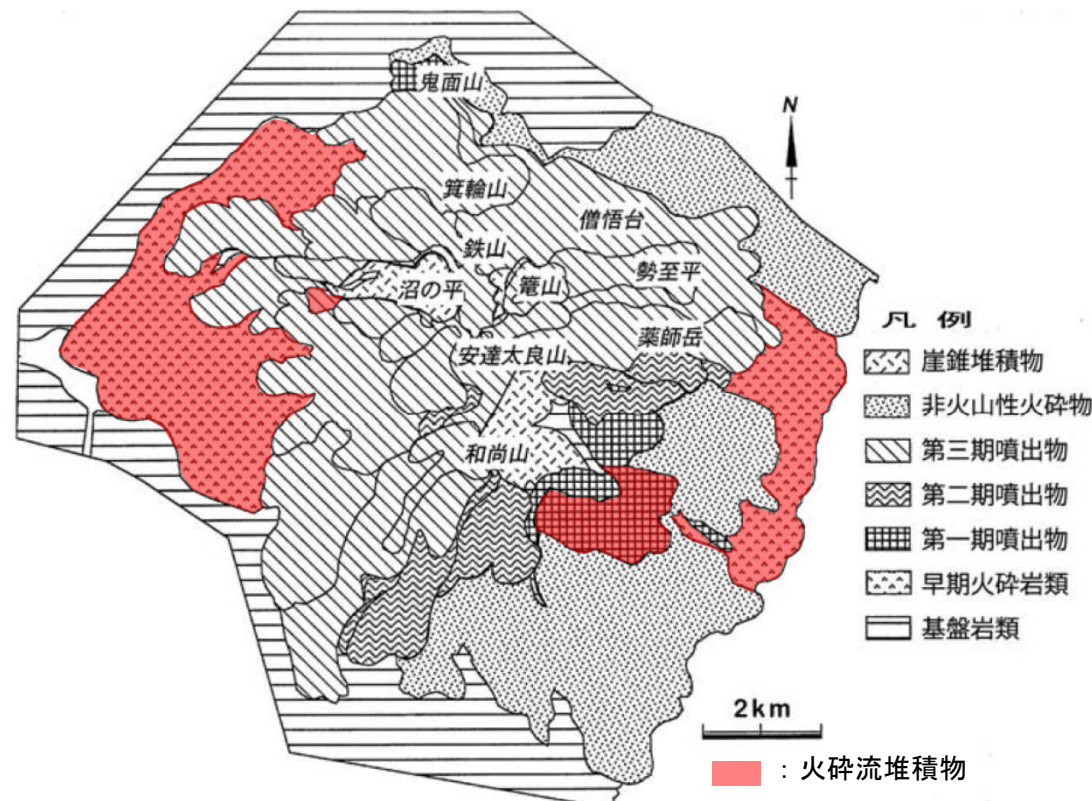 鬼面山
N
箕輪山
僧悟台
鉄山
勢至平
沼の平
篭山
薬師岳
安達太良山
和尚山
凡例
崖錐堆積物
非火山性火砕物
第三期噴出物
第二期噴出物
第一期噴出物
早期火砕岩類
基盤岩類
2km
：火砕流堆積物